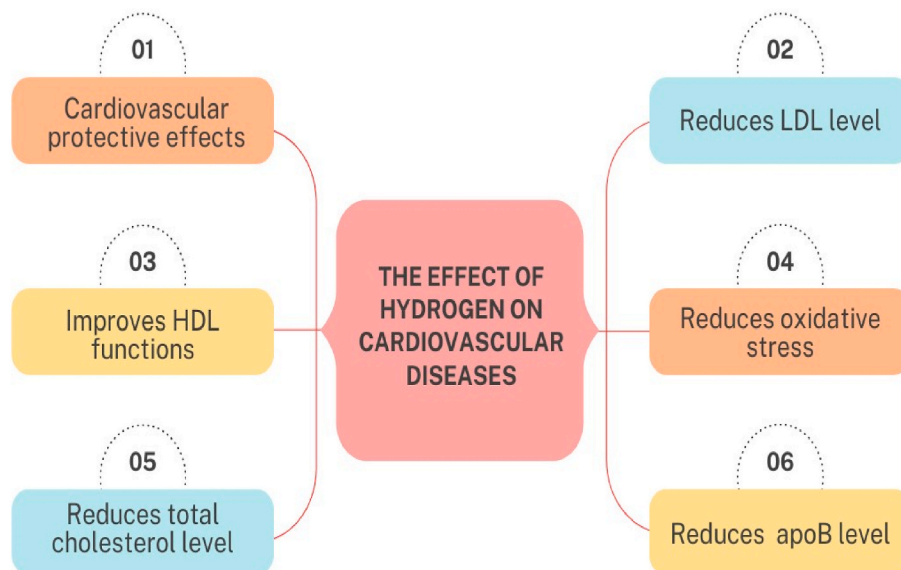 01
Cardiovascular
protective effects
02
Reduces LDL level
03
Improves HDL
functions
THE EFFECT OF
HYDROGEN ON
CARDIOVASCULAR
DISEASES
04
Reduces oxidative
stress
05
Reduces total
cholesterol level
06
Reduces apoB level